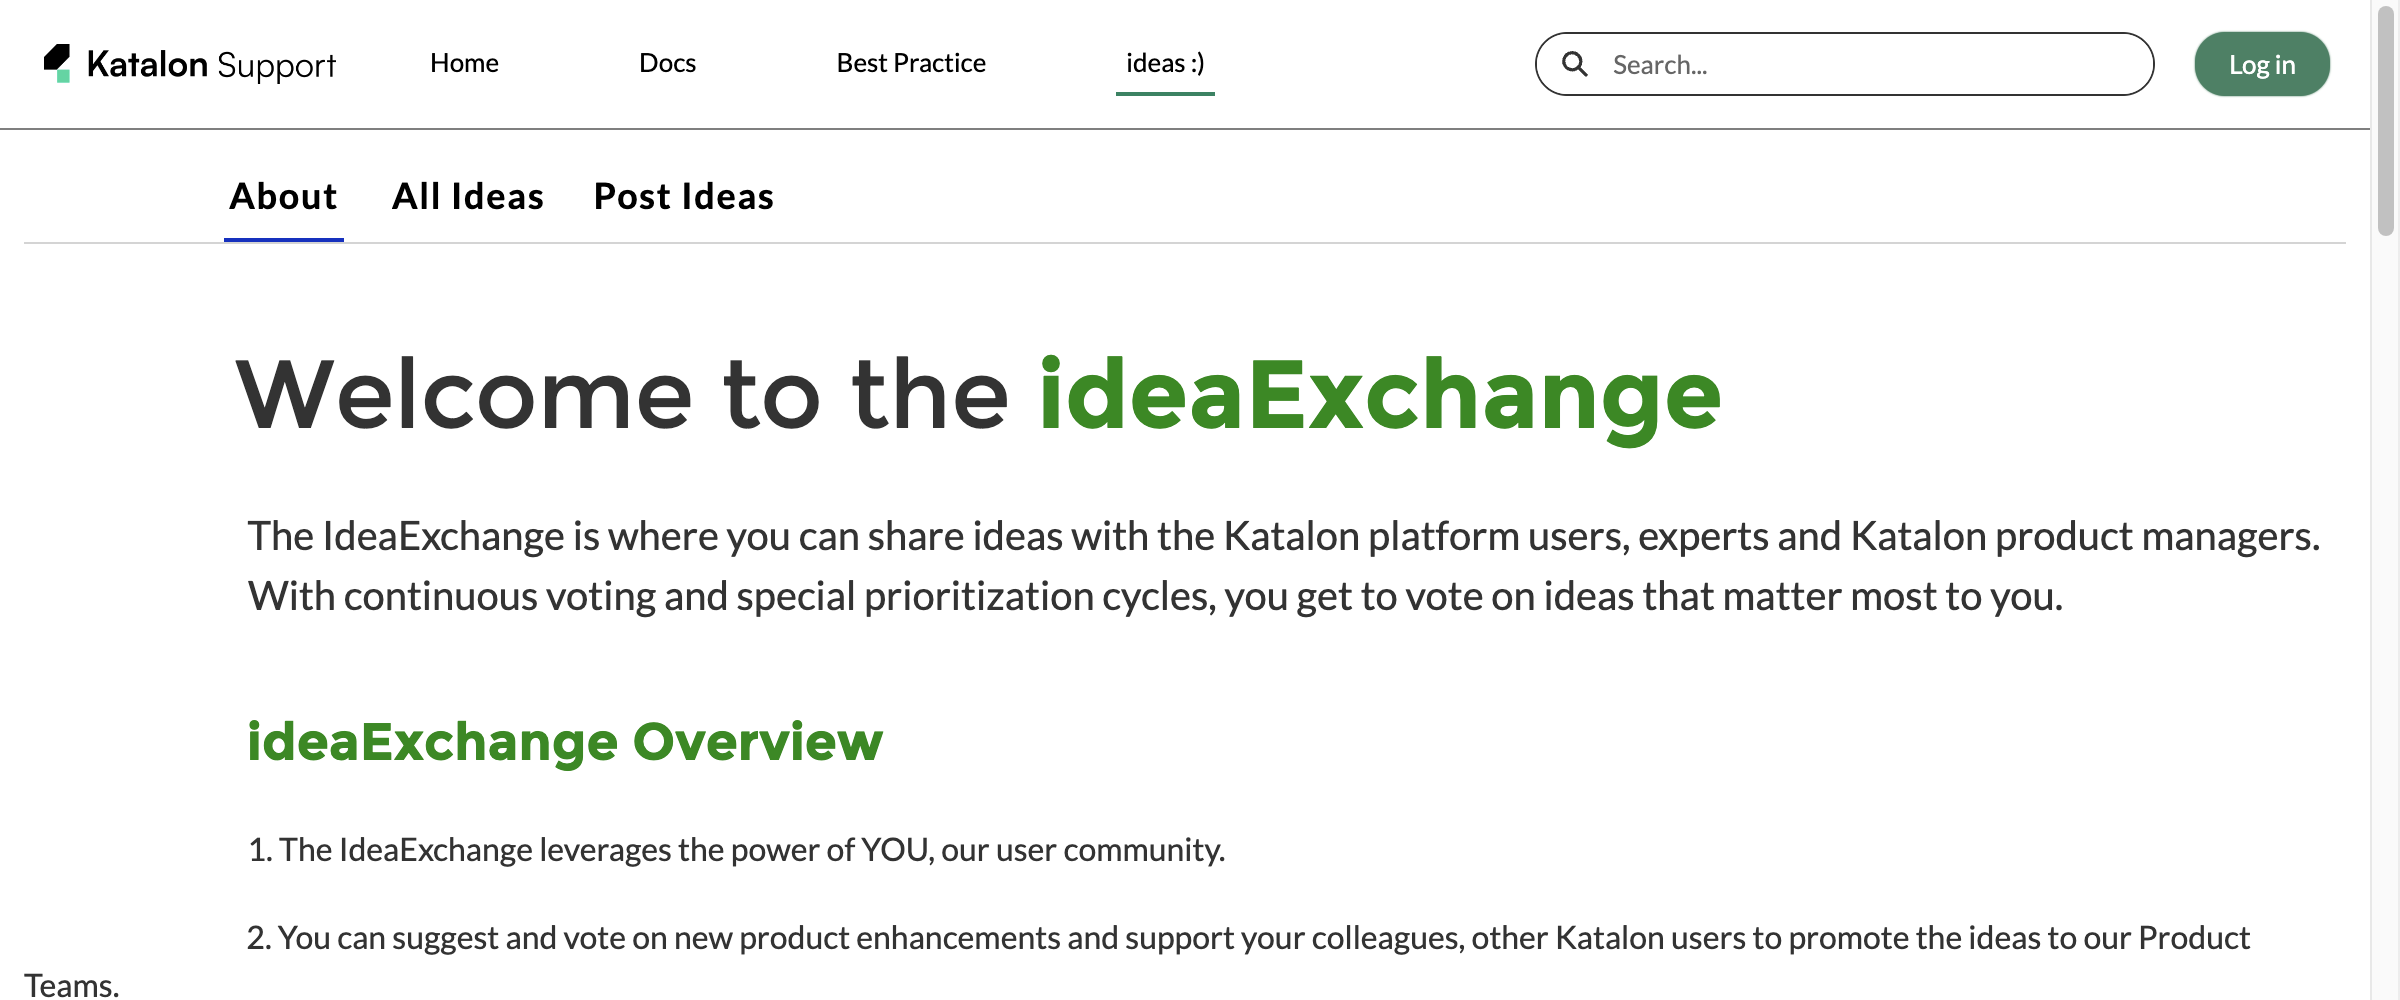 Katalon Support
Home
Docs
Best Practice
ideas :)
Search...
Log in
About
All Ideas
Post Ideas
Welcome to the ideaExchange
The IdeaExchange is where you can share ideas with the Katalon platform users, experts and Katalon product managers.
With continuous voting and special prioritization cycles, you get to vote on ideas that matter most to you.
ideaExchange Overview
1. The IdeaExchange leverages the power of YOU, our user community.
2. You can suggest and vote on new product enhancements and support your colleagues, other Katalon users to promote the ideas to our Product
Teams.